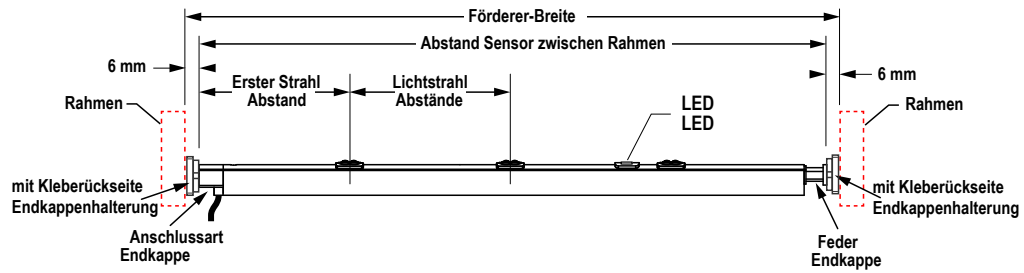 Förderer-Breite
Abstand Sensor zwischen Rahmen
6 mm
6 mm
Erster Strahl
Abstand
Lichtstrahl
Abstände
LED
LED
Rahmen
Rahmen
mit Kleberückseite
Endkappenhalterung
mit Kleberückseite
Endkappenhalterung
Anschlussart
Endkappe
Feder
Endkappe